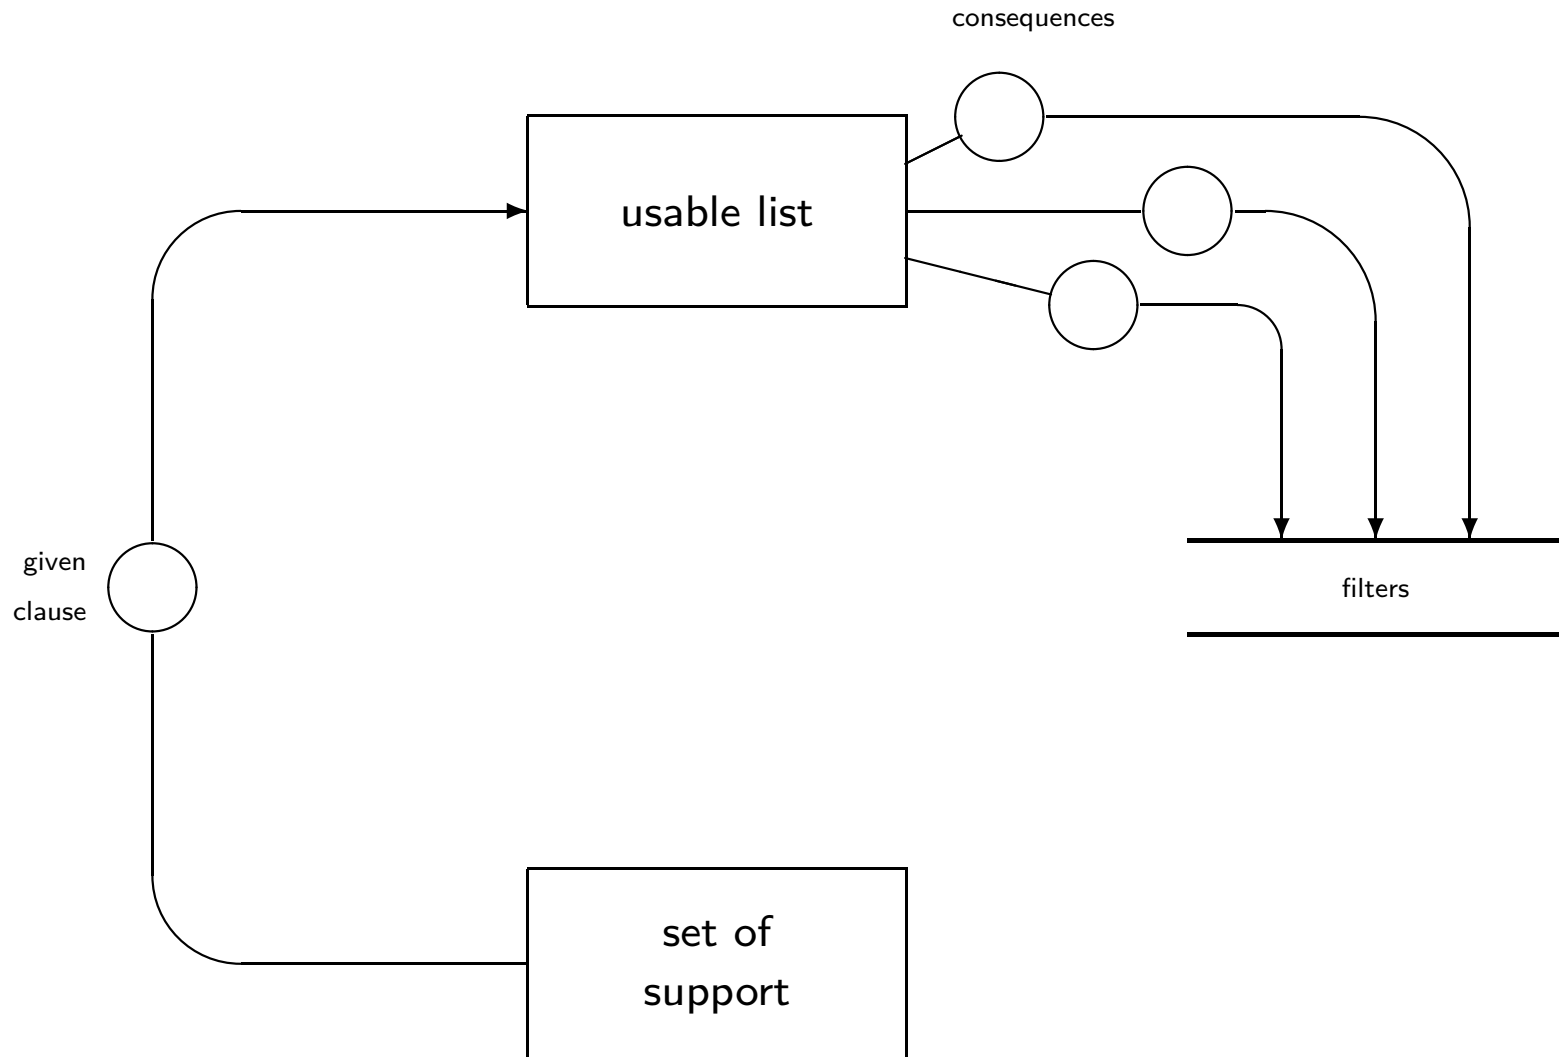 consequences
usable list
given
clause
filters
set of
support